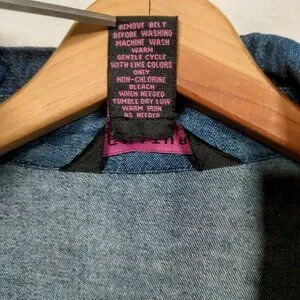 REMOVE BELT
BEFORE WASHING
MACHINE WASH
WARM
GENTLE CYCLE
WITH LIKE COLORS
ONLY
NON-CHLORINE
BLEACH
WHEN NEEDED
TUMBLE DRY LOW
WARM IRON
AS NEEDED